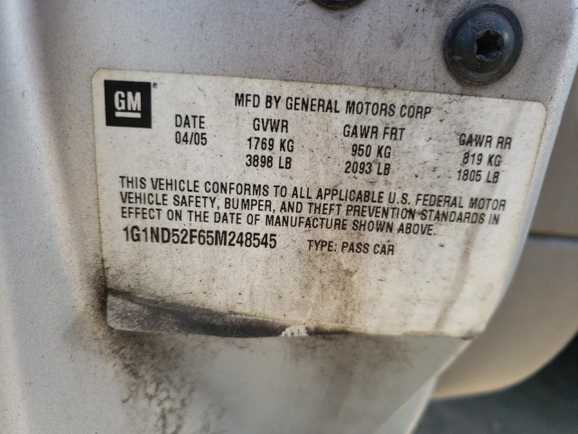 GM®
MFD BY GENERAL MOTORS CORP
DATE GVWR GAWR FRT GAWR RR
04/05 1769 KG 950 KG 819 KG
3898 LB 2093 LB 1805 LB
THIS VEHICLE CONFORMS TO ALL APPLICABLE U.S. FEDERAL MOTOR
VEHICLE SAFETY, BUMPER, AND THEFT PREVENTION STANDARDS IN
EFFECT ON THE DATE OF MANUFACTURE SHOWN ABOVE.
1G1ND52F65M248545 TYPE: PASS CAR